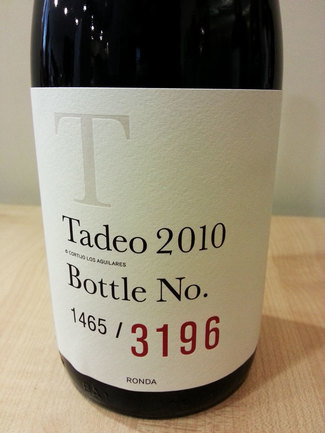 T
Tadeo 2010
© CORTIJO LOS AGUILARES
Bottle No.
1465 / 3196
RONDA